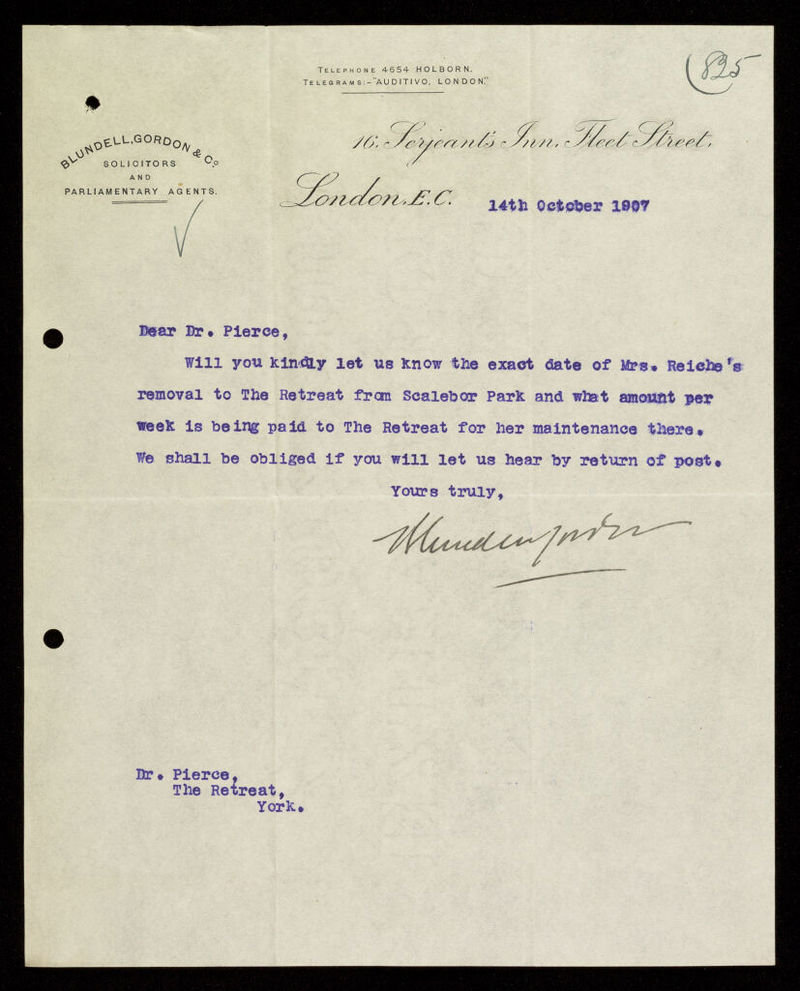 TELEPHONE 4654 HOLBORN.
TELEGRAMS:-"AUDITIVO, LONDON."
825
BLUNDELL, GORDON & Co.
SOLICITORS
AND
PARLIAMENTARY AGENTS.
16, Serjeant's Inn, Fleet Street,
London, E.C.
14th October 1907
Dear Dr. Pierce,
Will you kindly let us know the exact date of Mrs. Reiche's
removal to The Retreat from Scalebor Park and what amount per
week is being paid to The Retreat for her maintenance there.
We shall be obliged if you will let us hear by return of post.
Yours truly,
Blundell Gordon
Dr. Pierce,
The Retreat,
York.